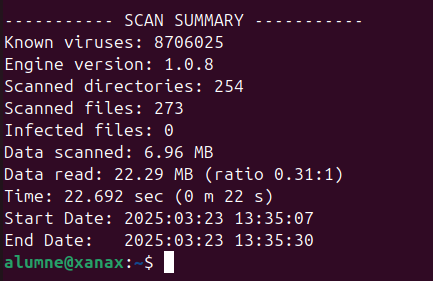 ----------- SCAN SUMMARY -----------
Known viruses: 8706025
Engine version: 1.0.8
Scanned directories: 254
Scanned files: 273
Infected files: 0
Data scanned: 6.96 MB
Data read: 22.29 MB (ratio 0.31:1)
Time: 22.692 sec (0 m 22 s)
Start Date: 2025:03:23 13:35:07
End Date:   2025:03:23 13:35:30
alumne@xanax:~$